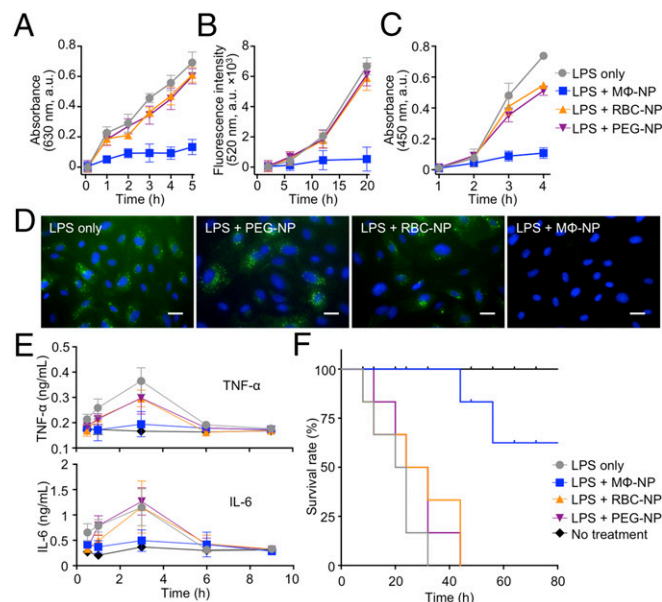 A
Absorbance
(630 nm, a.u.)
0.8
0.6
0.4
0.2
0
0 1 2 3 4 5
Time (h)
B
Fluorescence intensity
(520 nm, a.u. ×10³)
8
6
4
2
0
0 5 10 15 20
Time (h)
C
Absorbance
(450 nm, a.u.)
0.8
0.6
0.4
0.2
0
1 2 3 4
Time (h)
LPS only
LPS + MΦ-NP
LPS + RBC-NP
LPS + PEG-NP
D
LPS only
LPS + PEG-NP
LPS + RBC-NP
LPS + MΦ-NP
E
TNF-α (ng/mL)
0.5
0.4
0.3
0.2
0.1
TNF-α
IL-6 (ng/mL)
2
1.5
1
0.5
0
IL-6
0 2 4 6 8 10
Time (h)
F
Survival rate (%)
100
75
50
25
0
0 20 40 60 80
Time (h)
LPS only
LPS + MΦ-NP
LPS + RBC-NP
LPS + PEG-NP
No treatment